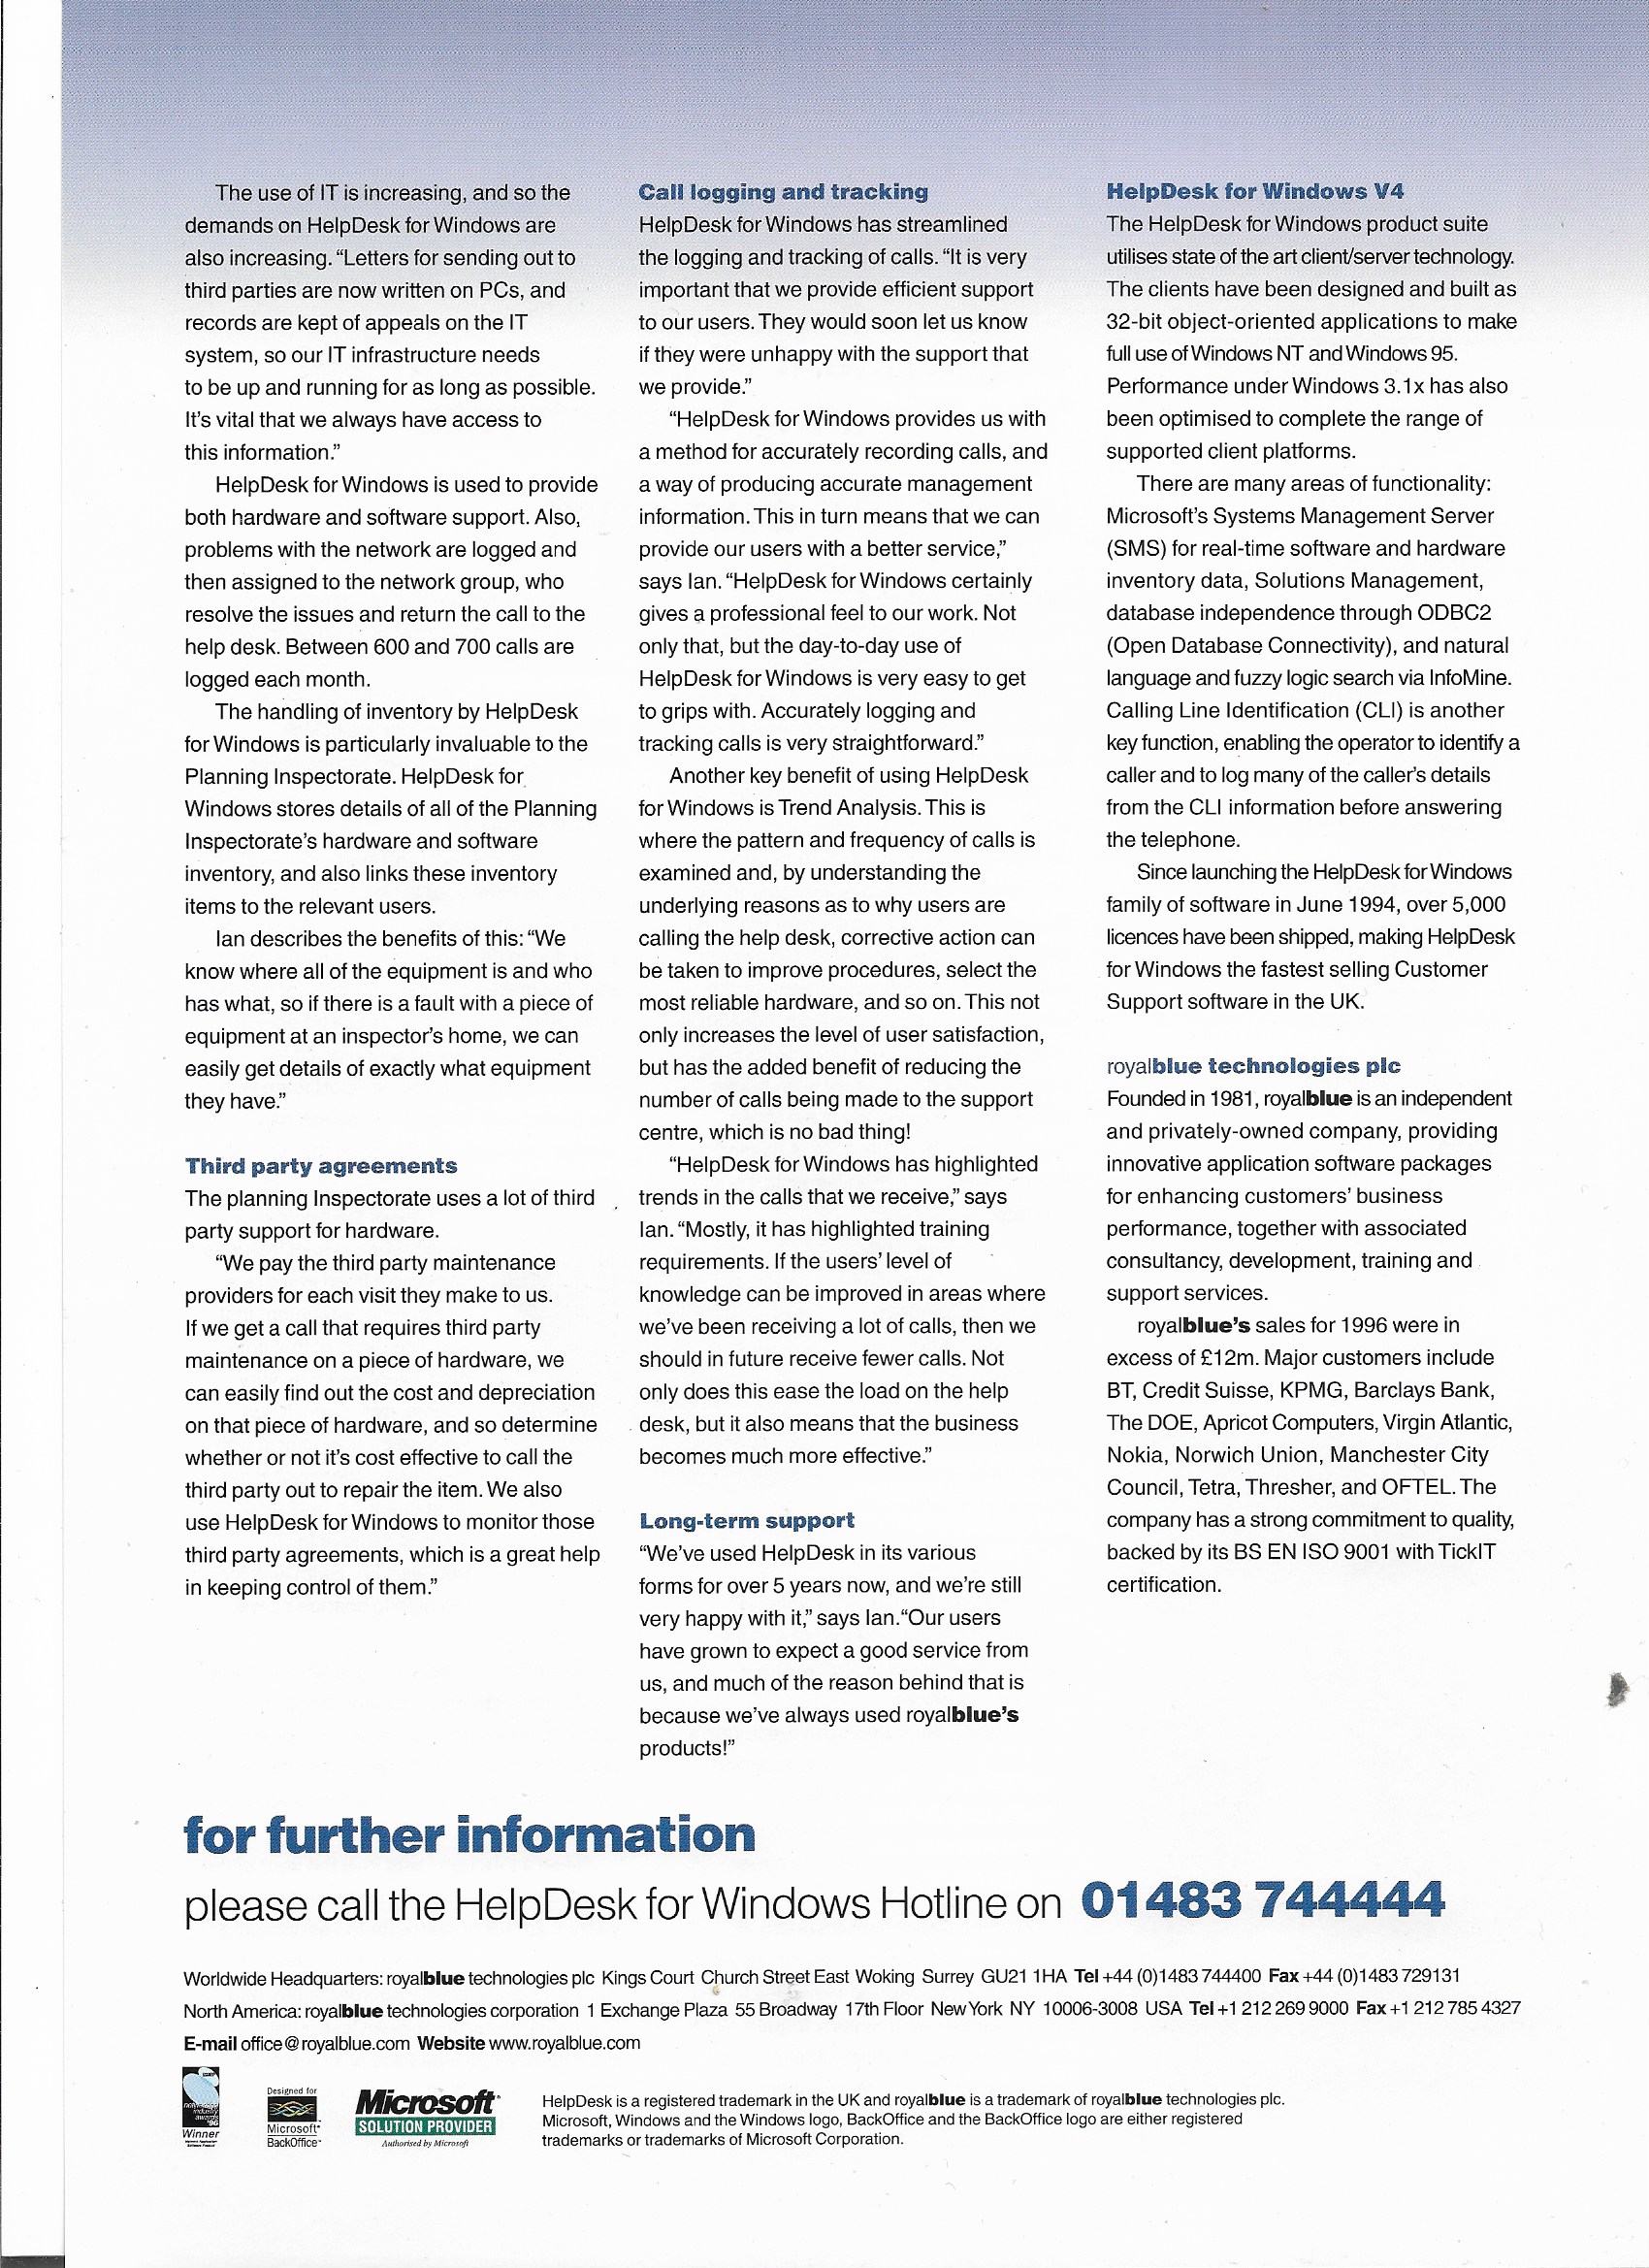 The use of IT is increasing, and so the
demands on HelpDesk for Windows are
also increasing. “Letters for sending out to
third parties are now written on PCs, and
records are kept of appeals on the IT
system, so our IT infrastructure needs
to be up and running for as long as possible.
It’s vital that we always have access to
this information.”
HelpDesk for Windows is used to provide
both hardware and software support. Also,
problems with the network are logged and
then assigned to the network group, who
resolve the issues and return the call to the
help desk. Between 600 and 700 calls are
logged each month.
The handling of inventory by HelpDesk
for Windows is particularly invaluable to the
Planning Inspectorate. HelpDesk for
Windows stores details of all of the Planning
Inspectorate’s hardware and software
inventory, and also links these inventory
items to the relevant users.
Ian describes the benefits of this: “We
know where all of the equipment is and who
has what, so if there is a fault with a piece of
equipment at an inspector’s home, we can
easily get details of exactly what equipment
they have.”
Third party agreements
The planning Inspectorate uses a lot of third
party support for hardware.
“We pay the third party maintenance
providers for each visit they make to us.
If we get a call that requires third party
maintenance on a piece of hardware, we
can easily find out the cost and depreciation
on that piece of hardware, and so determine
whether or not it’s cost effective to call the
third party out to repair the item. We also
use HelpDesk for Windows to monitor those
third party agreements, which is a great help
in keeping control of them.”
Call logging and tracking
HelpDesk for Windows has streamlined
the logging and tracking of calls. “It is very
important that we provide efficient support
to our users. They would soon let us know
if they were unhappy with the support that
we provide.”
“HelpDesk for Windows provides us with
a method for accurately recording calls, and
a way of producing accurate management
information. This in turn means that we can
provide our users with a better service,”
says Ian. “HelpDesk for Windows certainly
gives a professional feel to our work. Not
only that, but the day-to-day use of
HelpDesk for Windows is very easy to get
to grips with. Accurately logging and
tracking calls is very straightforward.”
Another key benefit of using HelpDesk
for Windows is Trend Analysis. This is
where the pattern and frequency of calls is
examined and, by understanding the
underlying reasons as to why users are
calling the help desk, corrective action can
be taken to improve procedures, select the
most reliable hardware, and so on. This not
only increases the level of user satisfaction,
but has the added benefit of reducing the
number of calls being made to the support
centre, which is no bad thing!
“HelpDesk for Windows has highlighted
trends in the calls that we receive,” says
Ian. “Mostly, it has highlighted training
requirements. If the users’ level of
knowledge can be improved in areas where
we’ve been receiving a lot of calls, then we
should in future receive fewer calls. Not
only does this ease the load on the help
desk, but it also means that the business
becomes much more effective.”
Long-term support
“We’ve used HelpDesk in its various
forms for over 5 years now, and we’re still
very happy with it,” says Ian. “Our users
have grown to expect a good service from
us, and much of the reason behind that is
because we’ve always used royalblue’s
products!”
HelpDesk for Windows V4
The HelpDesk for Windows product suite
utilises state of the art client/server technology.
The clients have been designed and built as
32-bit object-oriented applications to make
full use of Windows NT and Windows 95.
Performance under Windows 3.1x has also
been optimised to complete the range of
supported client platforms.
There are many areas of functionality:
Microsoft’s Systems Management Server
(SMS) for real-time software and hardware
inventory data, Solutions Management,
database independence through ODBC2
(Open Database Connectivity), and natural
language and fuzzy logic search via InfoMine.
Calling Line Identification (CLI) is another
key function, enabling the operator to identify a
caller and to log many of the caller’s details
from the CLI information before answering
the telephone.
Since launching the HelpDesk for Windows
family of software in June 1994, over 5,000
licences have been shipped, making HelpDesk
for Windows the fastest selling Customer
Support software in the UK.
royalblue technologies plc
Founded in 1981, royalblue is an independent
and privately-owned company, providing
innovative application software packages
for enhancing customers’ business
performance, together with associated
consultancy, development, training and
support services.
royalblue’s sales for 1996 were in
excess of £12m. Major customers include
BT, Credit Suisse, KPMG, Barclays Bank,
The DOE, Apricot Computers, Virgin Atlantic,
Nokia, Norwich Union, Manchester City
Council, Tetra, Thresher, and OFTEL. The
company has a strong commitment to quality,
backed by its BS EN ISO 9001 with TickIT
certification.
for further information
please call the HelpDesk for Windows Hotline on 01483 744444
Worldwide Headquarters: royalblue technologies plc Kings Court Church Street East Woking Surrey GU21 1HA Tel +44 (0)1483 744400 Fax +44 (0)1483 729131
North America: royalblue technologies corporation 1 Exchange Plaza 55 Broadway 17th Floor New York NY 10006-3008 USA Tel +1 212 269 9000 Fax +1 212 785 4327
E-mail office@royalblue.com Website www.royalblue.com
industry
awards
'96
Winner
Designed for
Microsoft
BackOffice
Microsoft
SOLUTION PROVIDER
Authorised by Microsoft
HelpDesk is a registered trademark in the UK and royalblue is a trademark of royalblue technologies plc.
Microsoft, Windows and the Windows logo, BackOffice and the BackOffice logo are either registered
trademarks or trademarks of Microsoft Corporation.